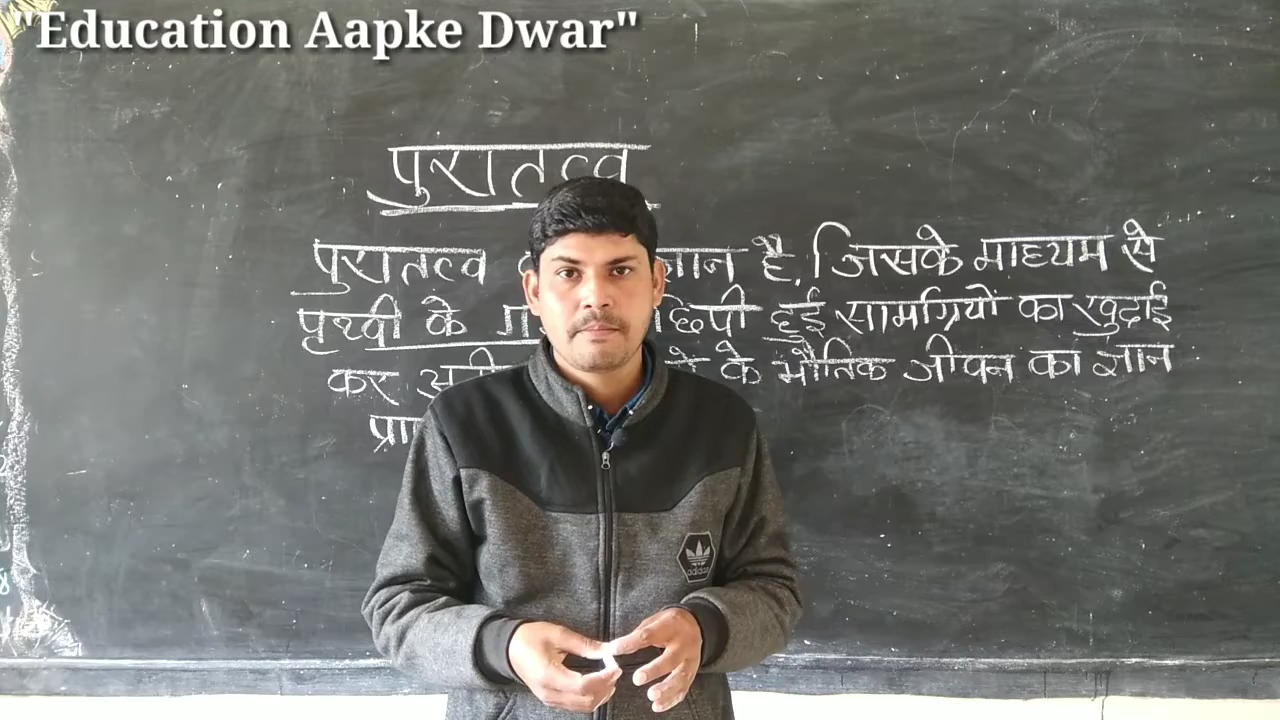 "Education Aapke Dwar"
पुरातत्व
पुरातत्व है, जिसके माध्यम से
पृथ्वी के छिपी हुई सामग्रियों का खुदाई
कर के भौतिक जीवन का ज्ञान
adidas